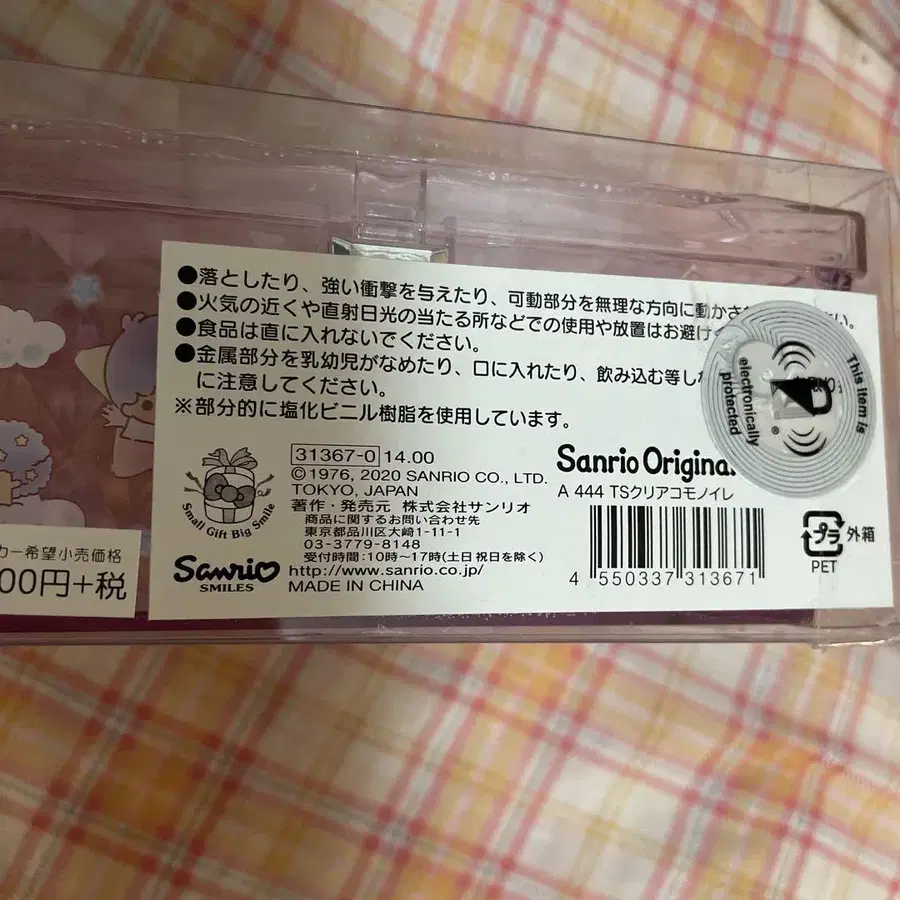 ●落としたり、強い衝撃を与えたり、可動部分を無理な方向に動かさ
い。
●火気の近くや直射日光の当たる所などでの使用や放置はお避け
●食品は直に入れないでください。
●金属部分を乳幼児がなめたり、口に入れたり、飲み込む等し
に注意してください。
※部分的に塩化ビニル樹脂を使用しています。
This item is
electronically
protected
®
31367-0 14.00
©1976, 2020 SANRIO CO., LTD.
TOKYO, JAPAN
著作・発売元 株式会社サンリオ
商品に関するお問い合わせ先
東京都品川区大崎1-11-1
03-3779-8148
受付時間:10時〜17時(土日祝日を除く)
http://www.sanrio.co.jp/
MADE IN CHINA
Small Gift Big Smile
Sanrio
SMILES
Sanrio Original
A 444 TSクリアコモノイレ
4 550337 313671
プラ 外箱
PET
カー希望小売価格
00円+税